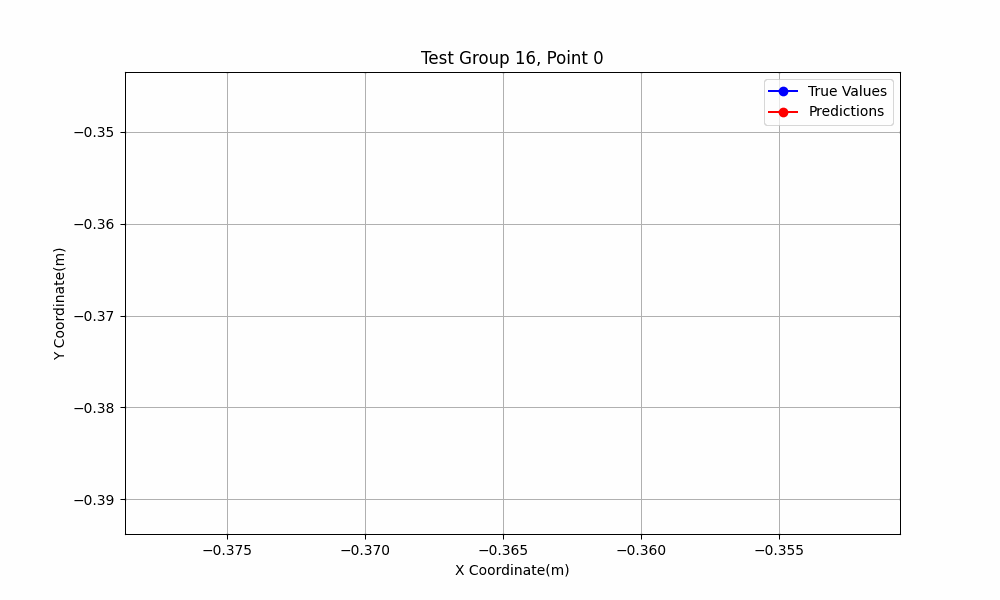 Test Group 16, Point 0
True Values
Predictions
−0.35
−0.36
−0.37
−0.38
−0.39
Y Coordinate(m)
−0.375
−0.370
−0.365
−0.360
−0.355
X Coordinate(m)